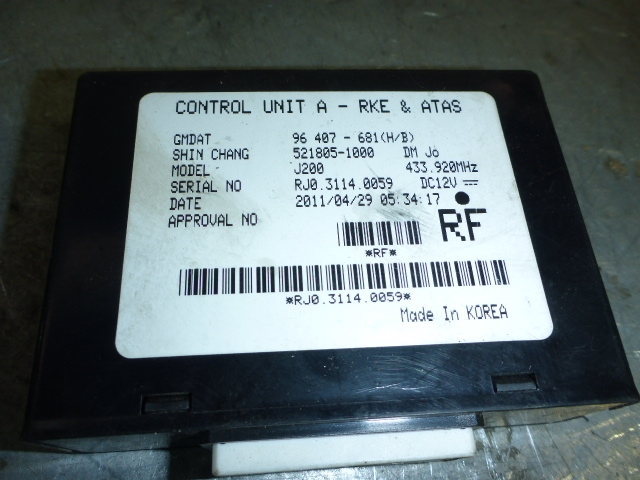 CONTROL UNIT A - RKE & ATAS
GMDAT 96 407 - 681(H/B)
SHIN CHANG 521805-1000 DM Jo
MODEL J200 433.920MHz
SERIAL NO RJ0.3114.0059 DC12V
DATE 2011/04/29 05:34:17
APPROVAL NO
RF
*RF*
*RJ0.3114.0059*
Made In KOREA